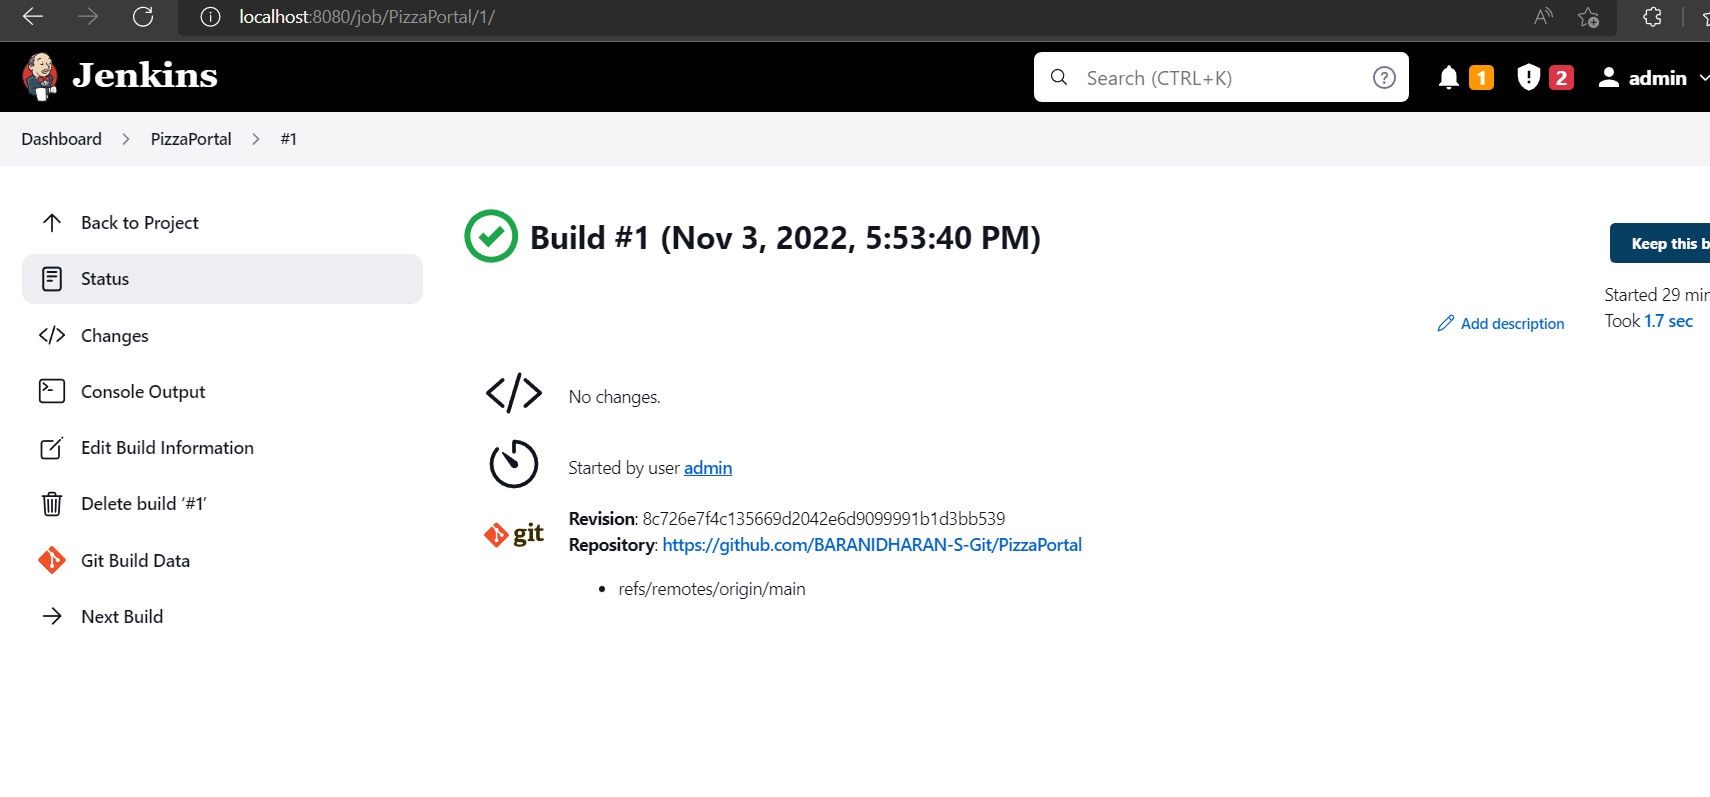 localhost:8080/job/PizzaPortal/1/
Jenkins
Search (CTRL+K)
1
2
admin
Dashboard
PizzaPortal
#1
Back to Project
Status
Changes
Console Output
Edit Build Information
Delete build ‘#1’
Git Build Data
Next Build
Build #1 (Nov 3, 2022, 5:53:40 PM)
Keep this b
Started 29 min
Took 1.7 sec
Add description
No changes.
Started by user admin
git
Revision: 8c726e7f4c135669d2042e6d9099991b1d3bb539
Repository: https://github.com/BARANIDHARAN-S-Git/PizzaPortal
• refs/remotes/origin/main